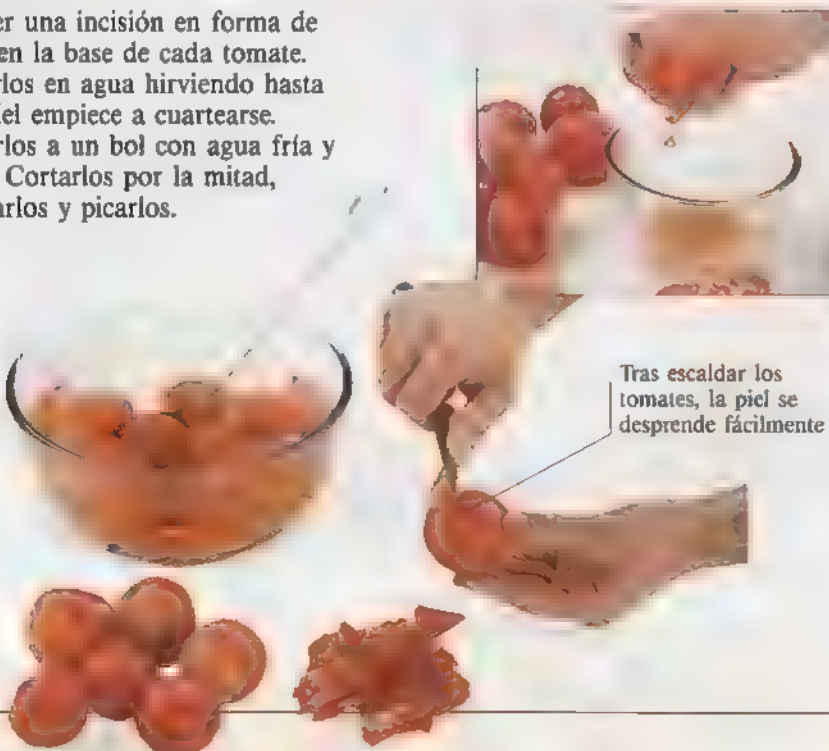 er una incisión en forma de
en la base de cada tomate.
rlos en agua hirviendo hasta
iel empiece a cuartearse.
rlos a un bol con agua fría y
Cortarlos por la mitad,
arlos y picarlos.
Tras escaldar los
tomates, la piel se
desprende fácilmente